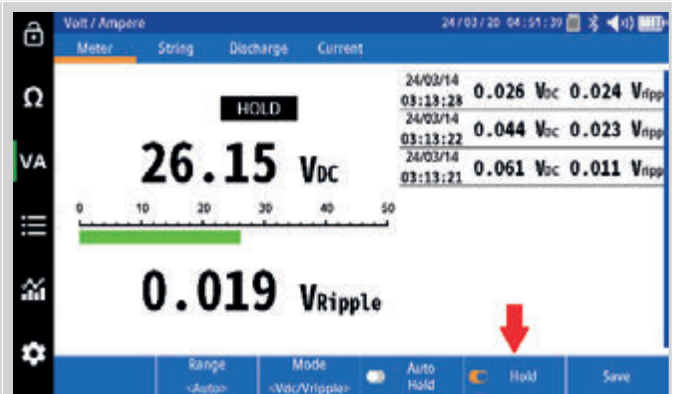 Volt / Ampere 24/03/20 04:51:39
Meter String Discharge Current
Ω
VA
HOLD
26.15 VDC
0 10 20 30 40 50
0.019 VRipple
24/03/14
03:13:28 0.026 VDC 0.024 Vripp
24/03/14
03:13:22 0.044 VDC 0.023 Vripp
24/03/14
03:13:21 0.061 VDC 0.011 Vripp
Range
<Auto>
Mode
<Vdc/Vripple>
Auto
Hold
Hold
Save